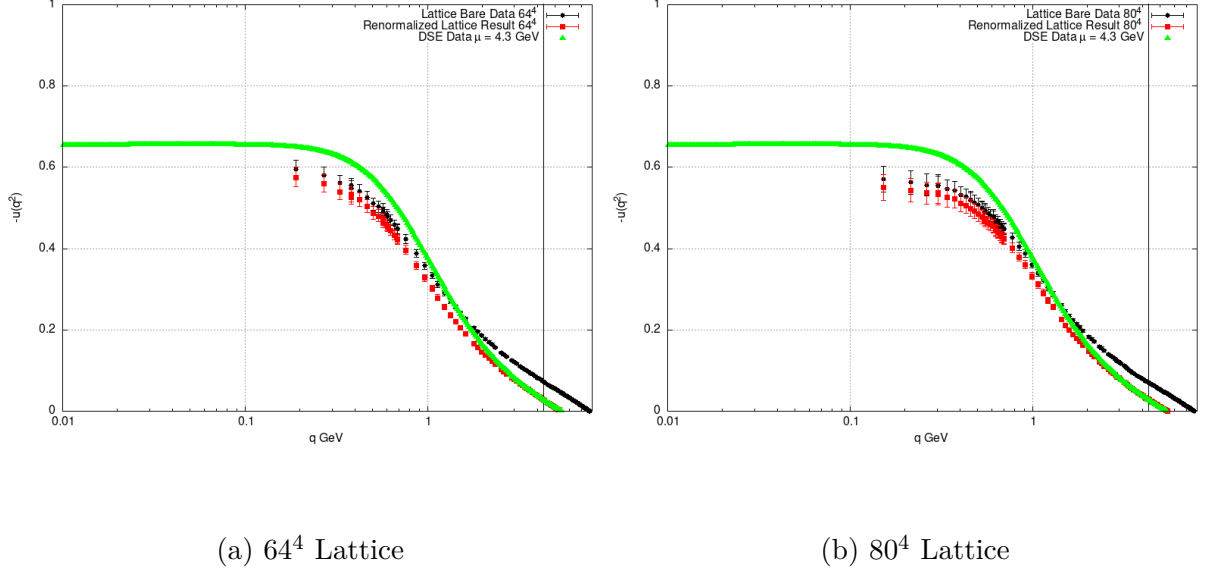 Lattice Bare Data 64⁴
Renormalized Lattice Result 64⁴
DSE Data μ = 4.3 GeV
1
0.8
0.6
0.4
0.2
0
-u(q²)
0.01
0.1
1
q GeV
Lattice Bare Data 80⁴
Renormalized Lattice Result 80⁴
DSE Data μ = 4.3 GeV
1
0.8
0.6
0.4
0.2
0
-u(q²)
0.01
0.1
1
q GeV
(a) 64⁴ Lattice
(b) 80⁴ Lattice